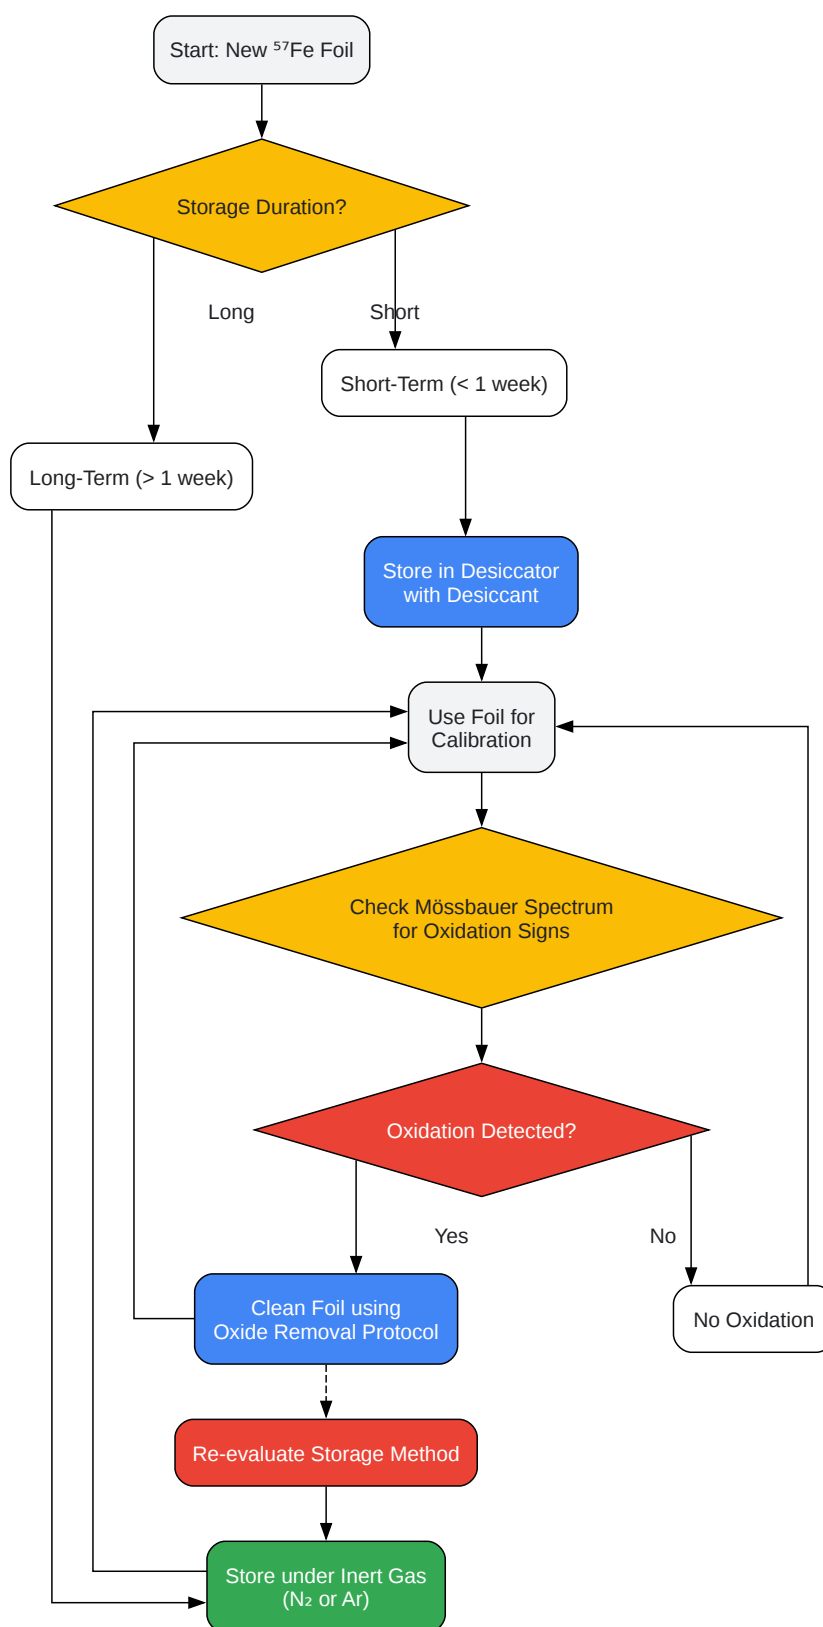 Start: New ⁵⁷Fe Foil
Storage Duration?
Long
Short
Short-Term (< 1 week)
Long-Term (> 1 week)
Store in Desiccator
with Desiccant
Use Foil for
Calibration
Check Mössbauer Spectrum
for Oxidation Signs
Oxidation Detected?
Yes
No
Clean Foil using
Oxide Removal Protocol
No Oxidation
Re-evaluate Storage Method
Store under Inert Gas
(N₂ or Ar)